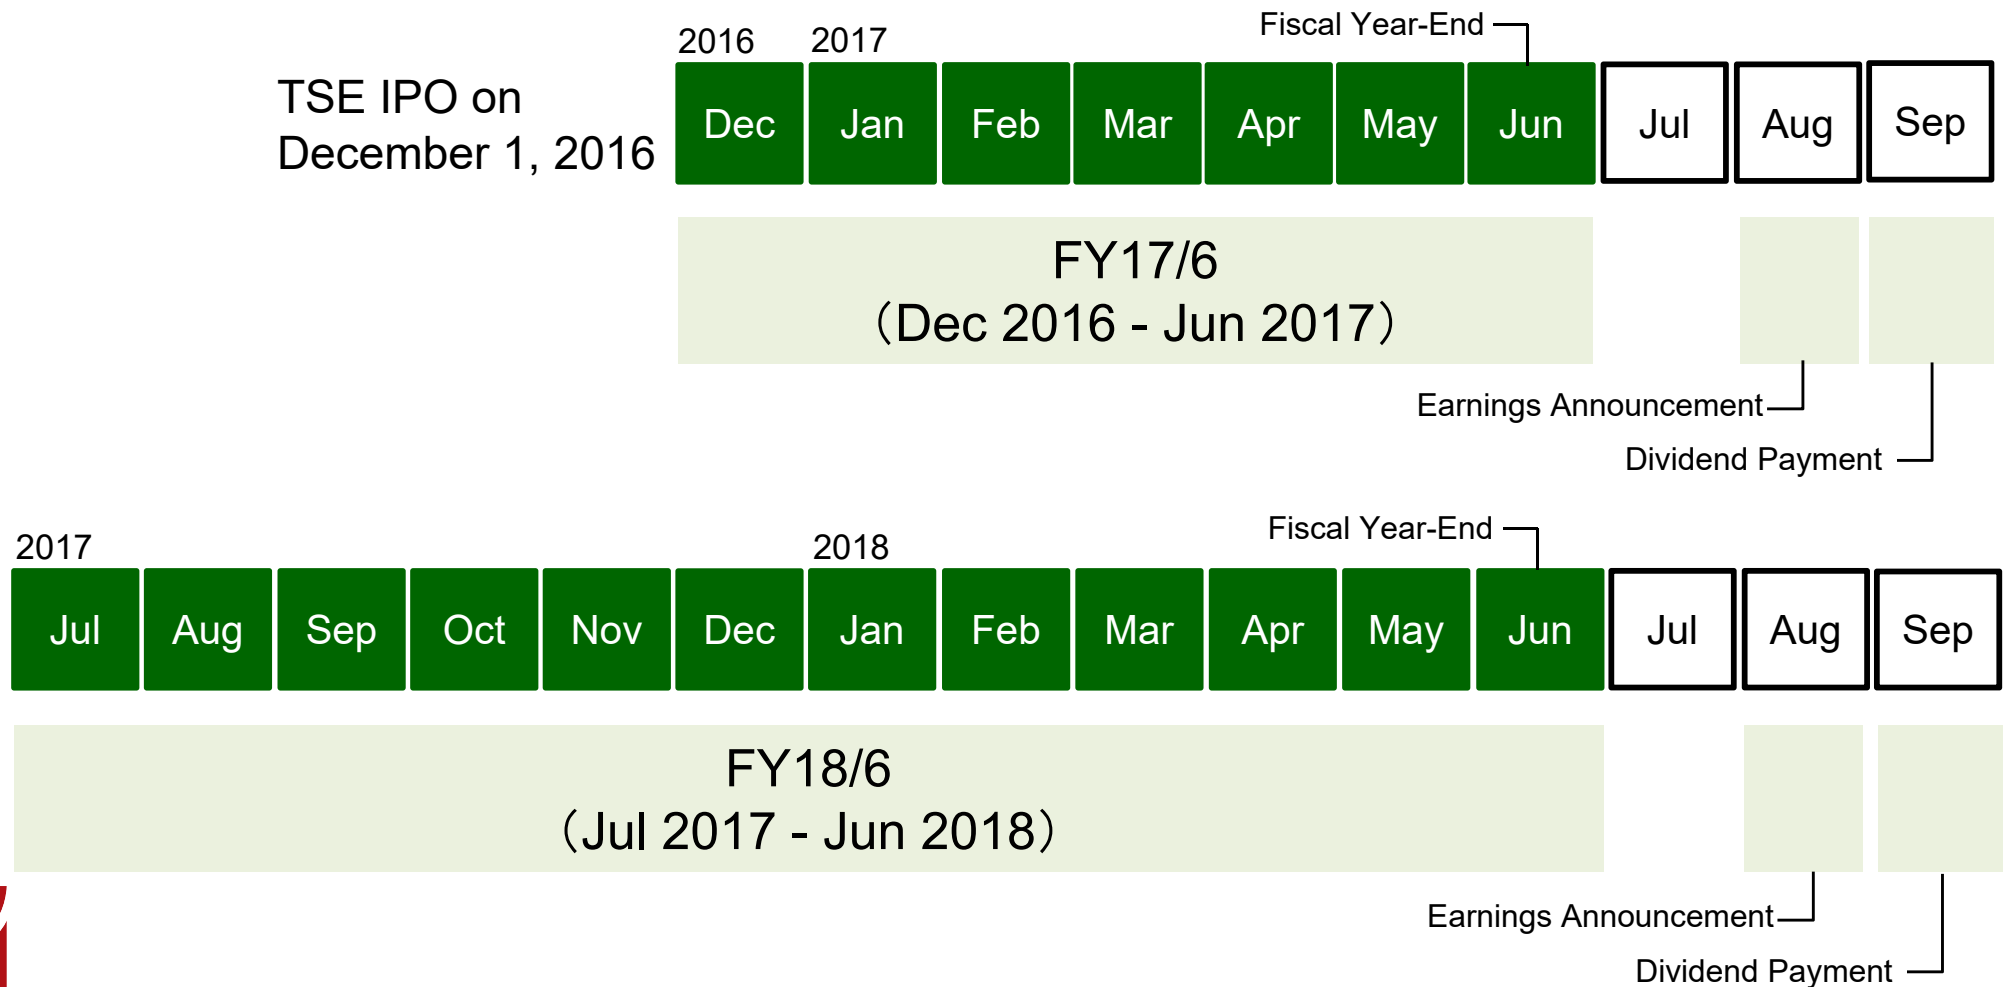 Fiscal Year-End
2016 2017
TSE IPO on
December 1, 2016
Dec Jan Feb Mar Apr May Jun Jul Aug Sep
FY17/6
（Dec 2016 - Jun 2017）
Earnings Announcement
Dividend Payment
Fiscal Year-End
2017 2018
Jul Aug Sep Oct Nov Dec Jan Feb Mar Apr May Jun Jul Aug Sep
FY18/6
（Jul 2017 - Jun 2018）
Earnings Announcement
Dividend Payment